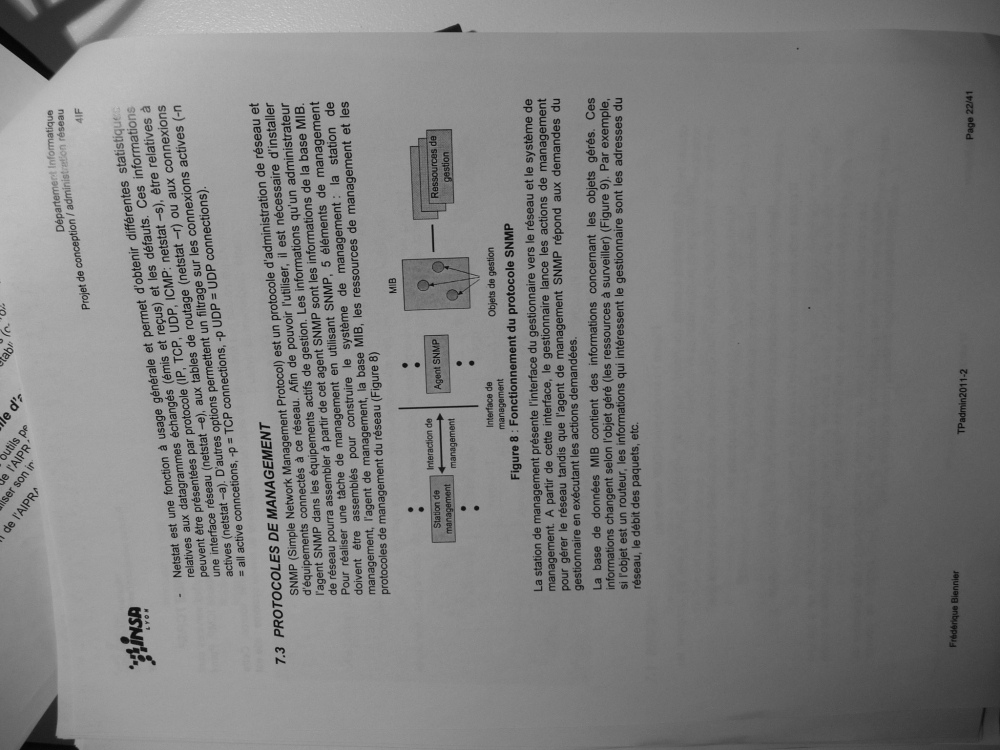 INSA
LYON
Département Informatique
Projet de conception / administration réseau
4IF
- Netstat est une fonction à usage générale et permet d'obtenir différentes statistiques:
relatives aux datagrammes échangés (émis et reçus) et les défauts. Ces informations
peuvent être présentées par protocole (IP, TCP, UDP, ICMP: netstat –s), être relatives à
une interface réseau (netstat –e), aux tables de routage (netstat –r) ou aux connexions
actives (netstat –a). D'autres options permettent un filtrage sur les connexions actives (-n
= all active conncetions, -p = TCP connections, -p UDP = UDP connections).
7.3 PROTOCOLES DE MANAGEMENT
SNMP (Simple Network Management Protocol) est un protocole d'administration de réseau et
d'équipements connectés à ce réseau. Afin de pouvoir l'utiliser, il est nécessaire d'installer
l'agent SNMP dans les équipements actifs de gestion. Les informations qu'un administrateur
de réseau pourra assembler à partir de cet agent SNMP sont les informations de la base MIB.
Pour réaliser une tâche de management en utilisant SNMP, 5 éléments de management
doivent être assemblés pour construire le système de management : la station de
management, l'agent de management, la base MIB, les ressources de management et les
protocoles de management du réseau (Figure 8)
MIB
Station de
management
Interaction de
management
Agent SNMP
Ressources de
gestion
Interface de
management
Objets de gestion
Figure 8 : Fonctionnement du protocole SNMP
La station de management présente l'interface du gestionnaire vers le réseau et le système de
management. A partir de cette interface, le gestionnaire lance les actions de management
pour gérer le réseau tandis que l'agent de management SNMP répond aux demandes du
gestionnaire en exécutant les actions demandées.
La base de données MIB contient des informations concernant les objets gérés. Ces
informations changent selon l'objet géré (les ressources à surveiller) (Figure 9). Par exemple,
si l'objet est un routeur, les informations qui intéressent le gestionnaire sont les adresses du
réseau, le débit des paquets, etc.
Frédérique Biennier
TPadmin2011-2
Page 22/41